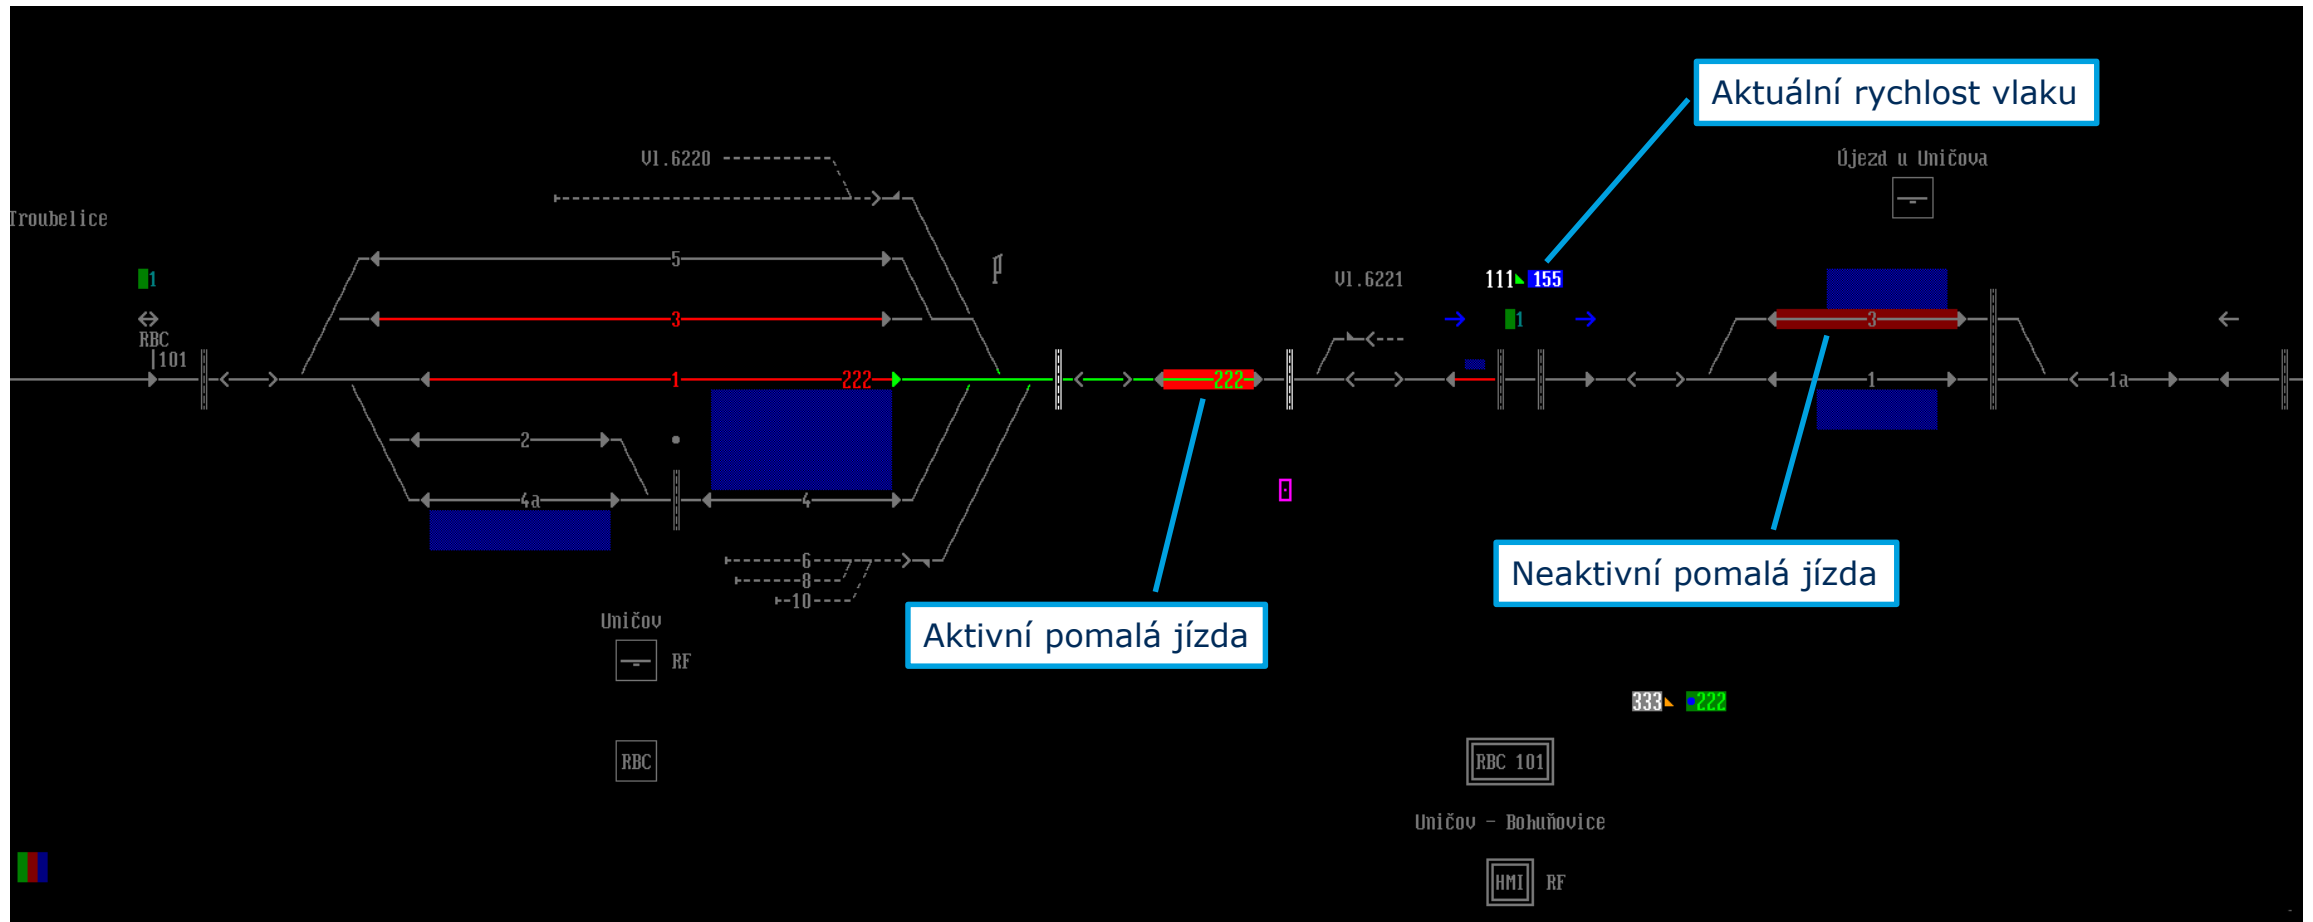 Aktuální rychlost vlaku
Vl.6220
Újezd u Uničova
Troubelice
5
1
Vl.6221
111 155
3
1
3
RBC
101
1
222
222
1
1a
2
4a
4
6
8
10
Neaktivní pomalá jízda
Aktivní pomalá jízda
Uničov
RF
333 222
RBC
RBC 101
Uničov - Bohuňovice
HMI RF